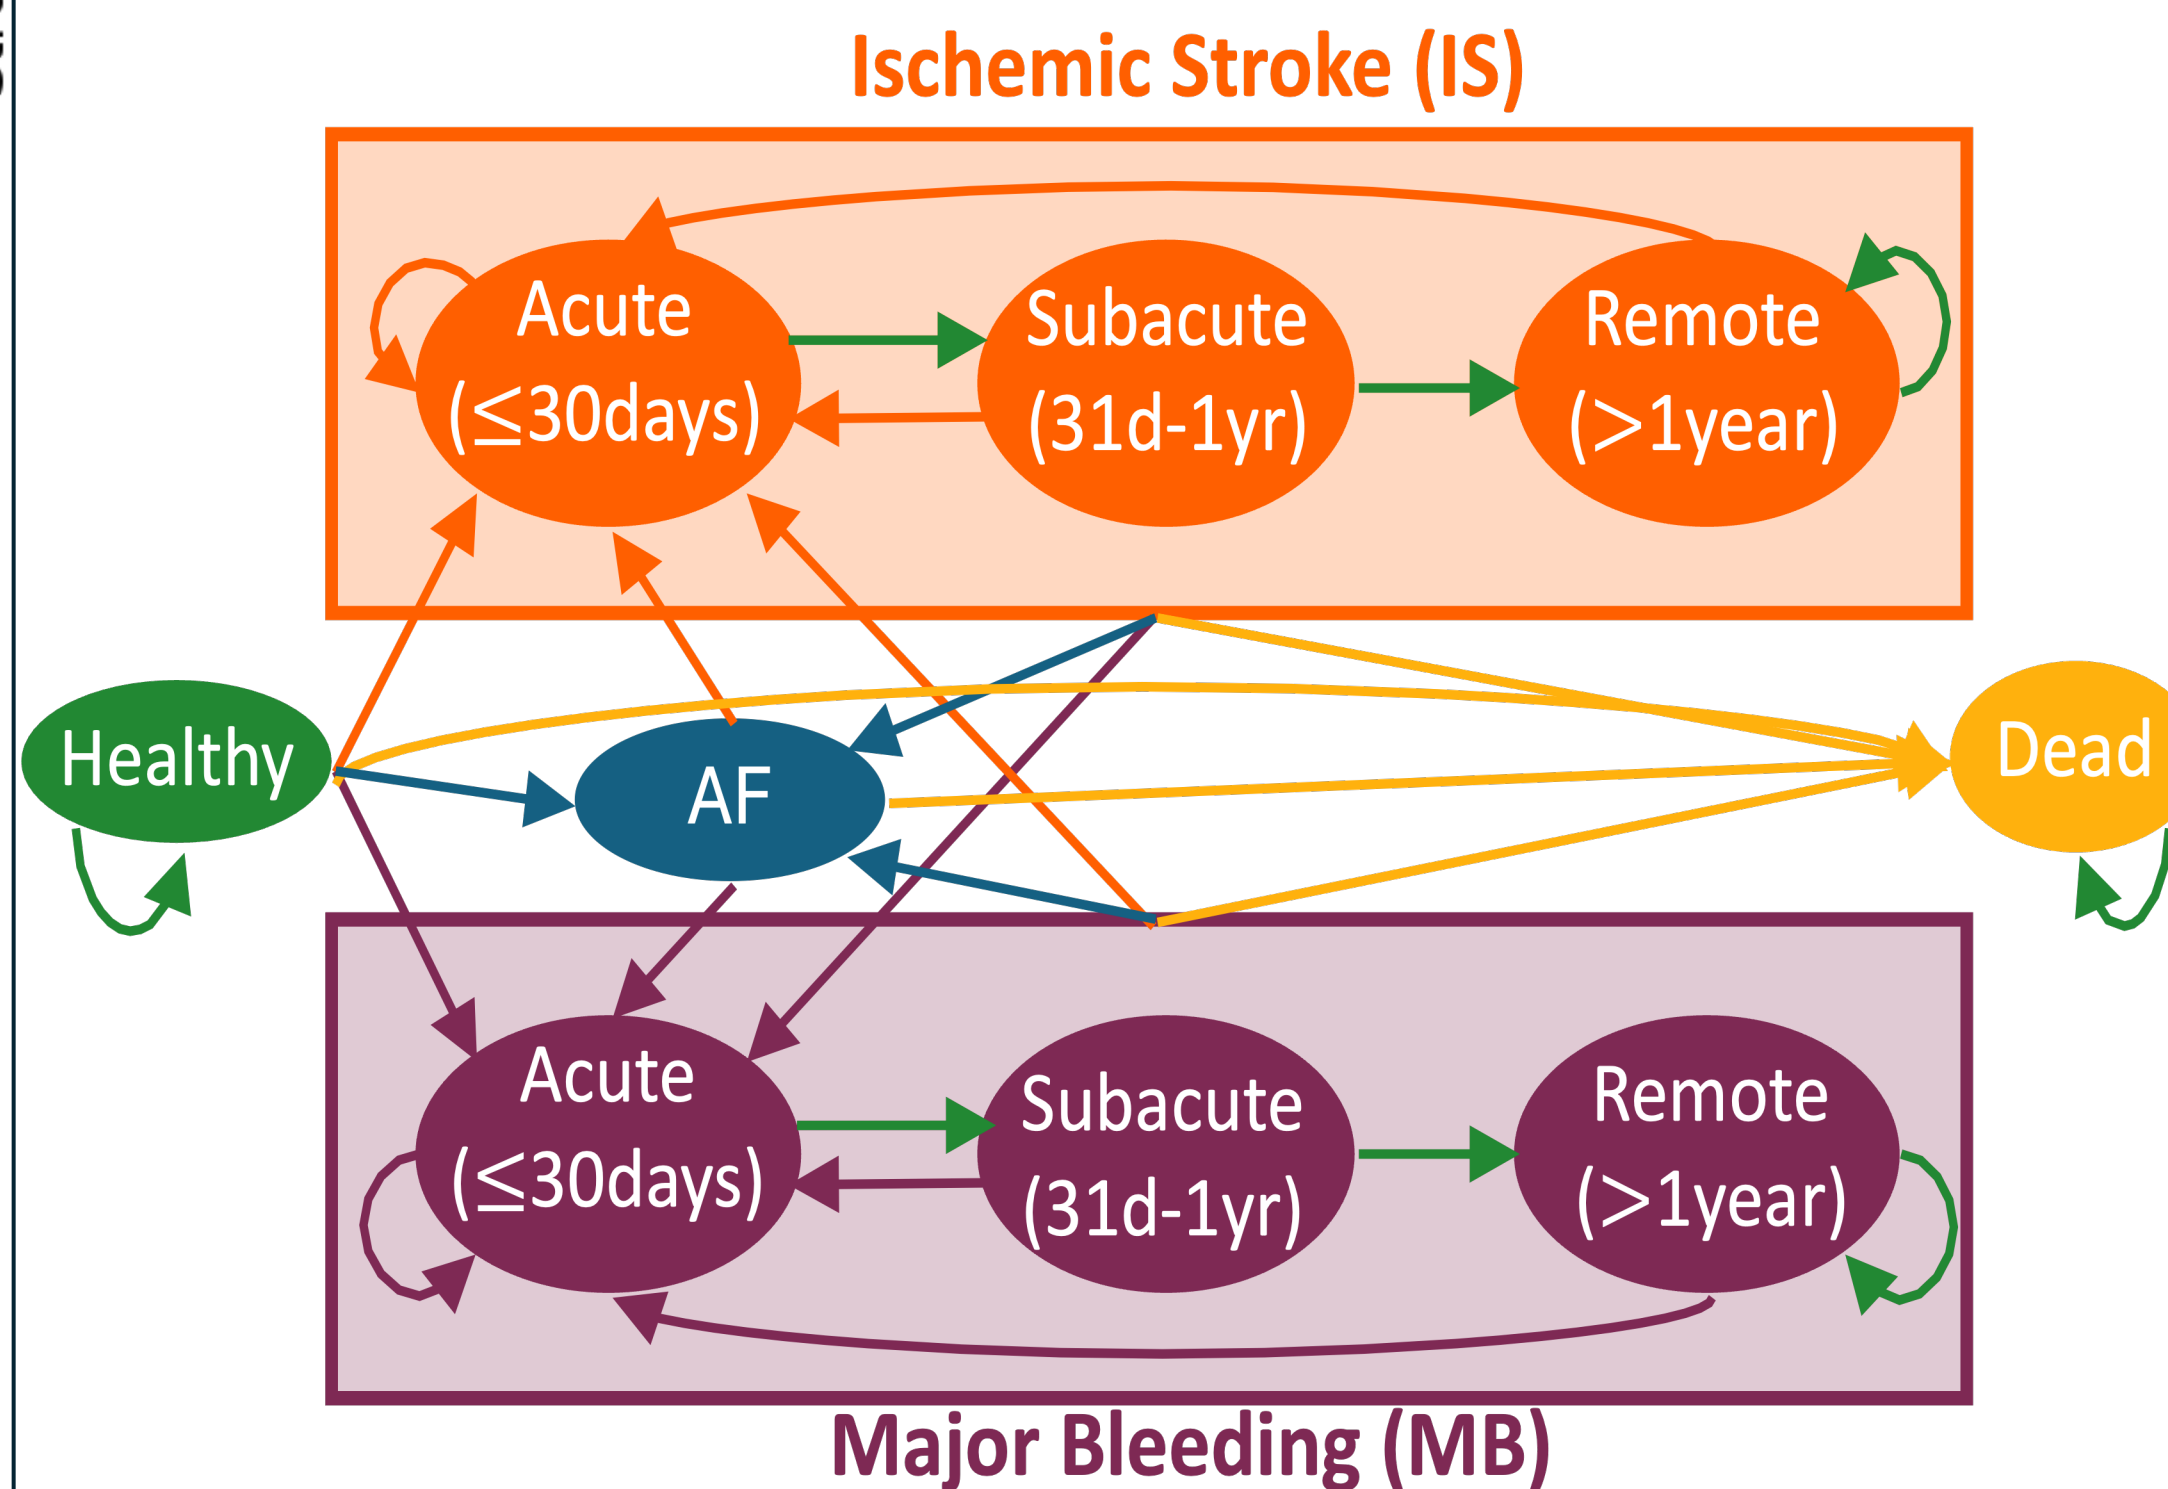 Ischemic Stroke (IS)
Acute
(≤30days)
Subacute
(31d-1yr)
Remote
(>1year)
Healthy
AF
Dead
Acute
(≤30days)
Subacute
(31d-1yr)
Remote
(>1year)
Major Bleeding (MB)